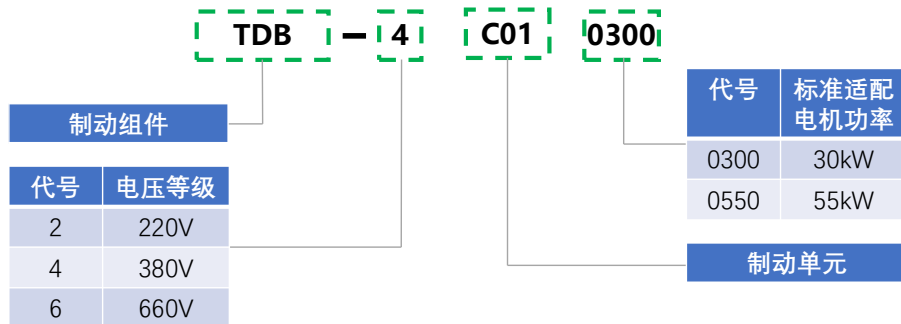 TDB - 4 C01 0300
制动组件
代号 电压等级
2 220V
4 380V
6 660V
代号 标准适配
电机功率
0300 30kW
0550 55kW
制动单元